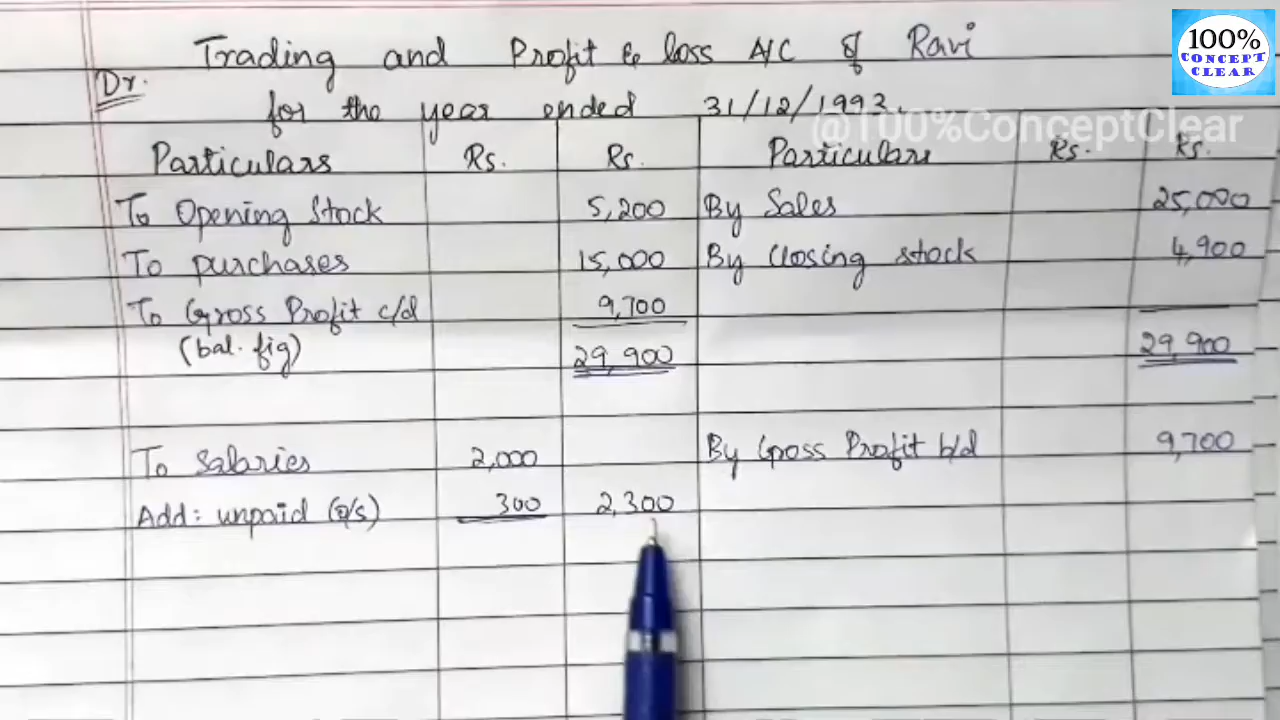 100%
CONCEPT
CLEAR
Trading and Profit & loss A/C of Ravi
Dr.
for the year ended 31/12/1993.
@100%ConceptClear
Particulars Rs. Rs. Particulars Rs. Rs.
To Opening Stock 5,200 By Sales 25,000
To purchases 15,000 By Closing stock 4,900
To Gross Profit c/d 9,700
(bal. fig) 29,900 29,900
To Salaries 2,000 By Gross Profit b/d 9,700
Add: unpaid (o/s) 300 2,300